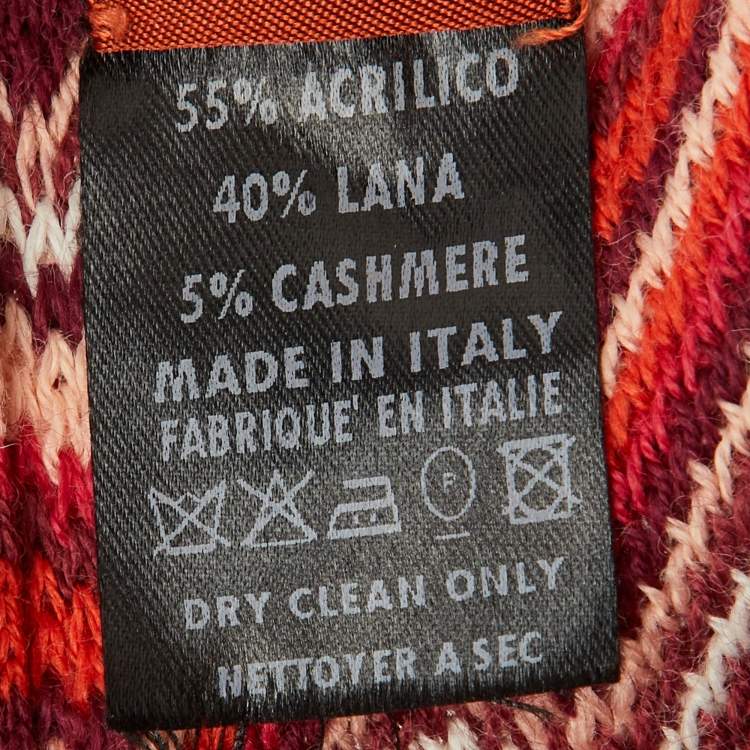 55% ACRILICO
40% LANA
5% CASHMERE
MADE IN ITALY
FABRIQUE' EN ITALIE
P
DRY CLEAN ONLY
NETTOYER A SEC